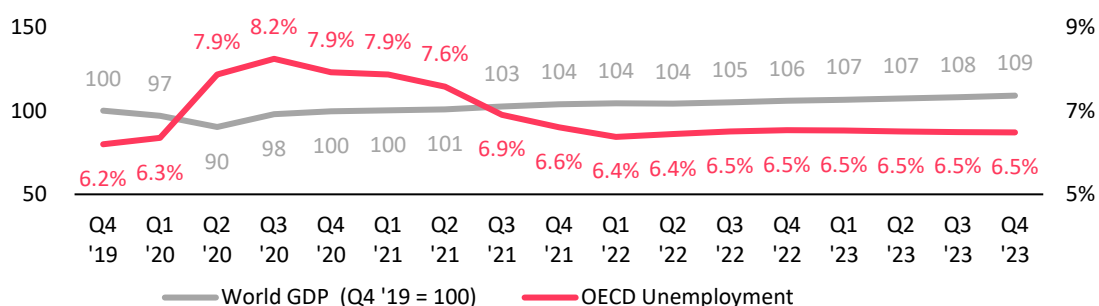 150
100
50
9%
7%
5%
100 97 90 98 100 100 101 103 104 104 104 105 106 107 107 108 109
6.2% 6.3% 7.9% 8.2% 7.9% 7.9% 7.6% 6.9% 6.6% 6.4% 6.4% 6.5% 6.5% 6.5% 6.5% 6.5% 6.5%
Q4 Q1 Q2 Q3 Q4 Q1 Q2 Q3 Q4 Q1 Q2 Q3 Q4 Q1 Q2 Q3 Q4
'19 '20 '20 '20 '20 '21 '21 '21 '21 '22 '22 '22 '22 '23 '23 '23 '23
World GDP (Q4 '19 = 100) OECD Unemployment